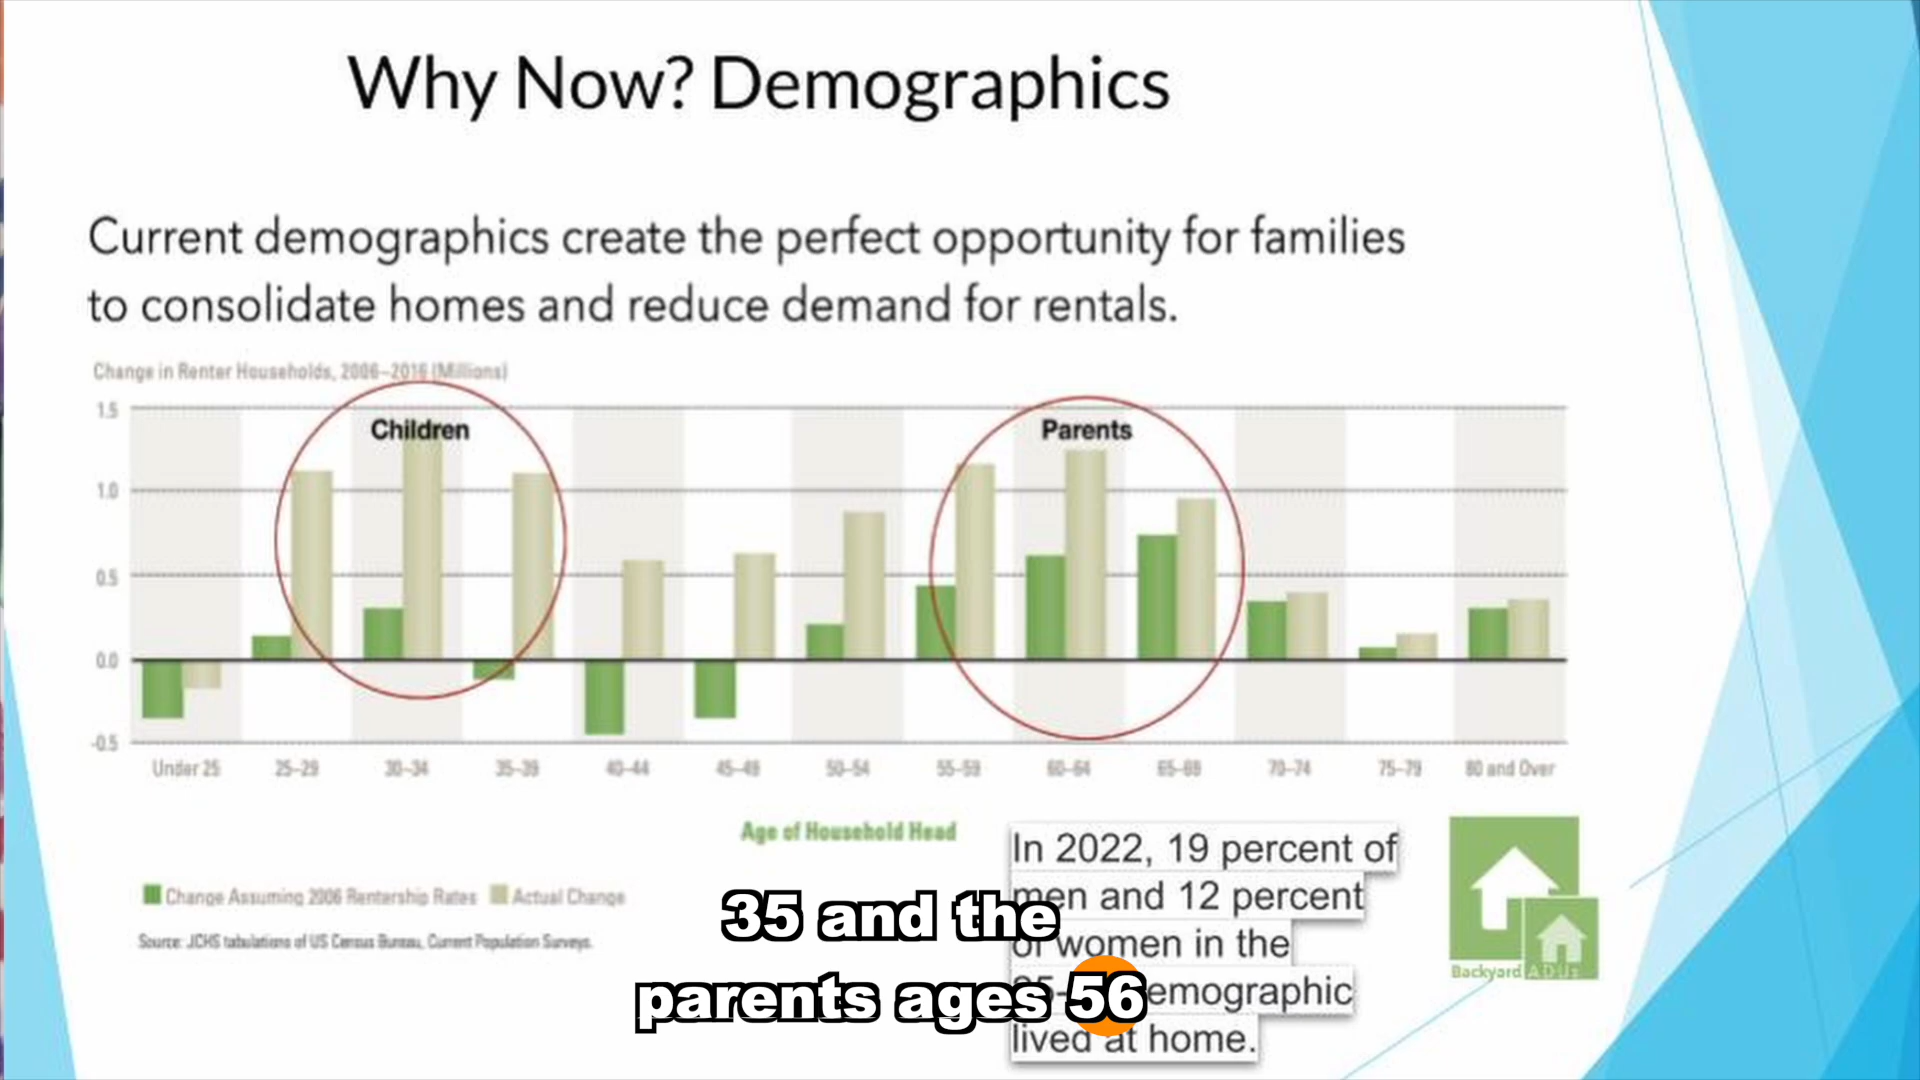 Why Now? Demographics
Current demographics create the perfect opportunity for families
to consolidate homes and reduce demand for rentals.
Change in Renter Households, 2006–2016 (Millions)
1.5
Children
Parents
1.0
0.5
0.0
-0.5
Under 25 25–29 30–34 35–39 40–44 45–49 50–54 55–59 60–64 65–69 70–74 75–79 80 and Over
Age of Household Head
Change Assuming 2006 Rentership Rates Actual Change
Source: JCHS tabulations of US Census Bureau, Current Population Surveys.
In 2022, 19 percent of
men and 12 percent
of women in the
demographic
lived at home.
35 and the
parents ages 56
Backyard ADUs